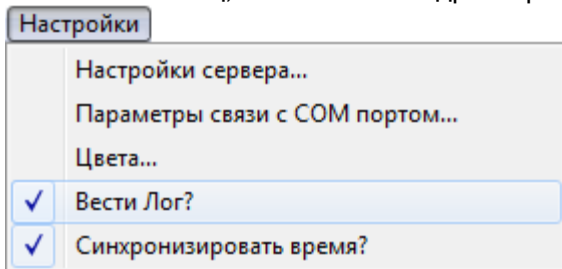 Настройки
Настройки сервера...
Параметры связи с COM портом...
Цвета...
Вести Лог?
Синхронизировать время?